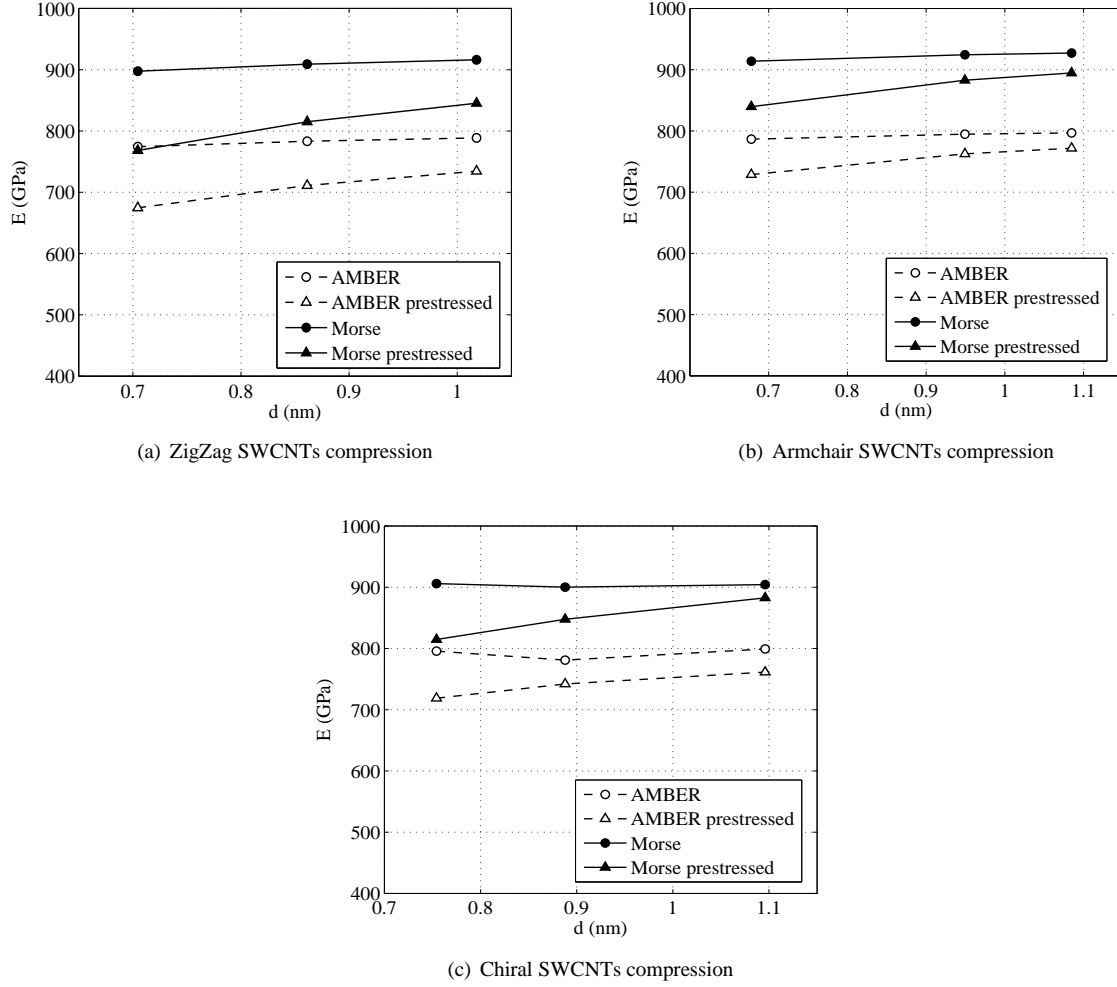 1000
900
800
700
600
500
400
E (GPa)
0.7 0.8 0.9 1
d (nm)
AMBER
AMBER prestressed
Morse
Morse prestressed
(a) ZigZag SWCNTs compression
1000
900
800
700
600
500
400
E (GPa)
0.7 0.8 0.9 1 1.1
d (nm)
AMBER
AMBER prestressed
Morse
Morse prestressed
(b) Armchair SWCNTs compression
1000
900
800
700
600
500
400
E (GPa)
0.7 0.8 0.9 1 1.1
d (nm)
AMBER
AMBER prestressed
Morse
Morse prestressed
(c) Chiral SWCNTs compression